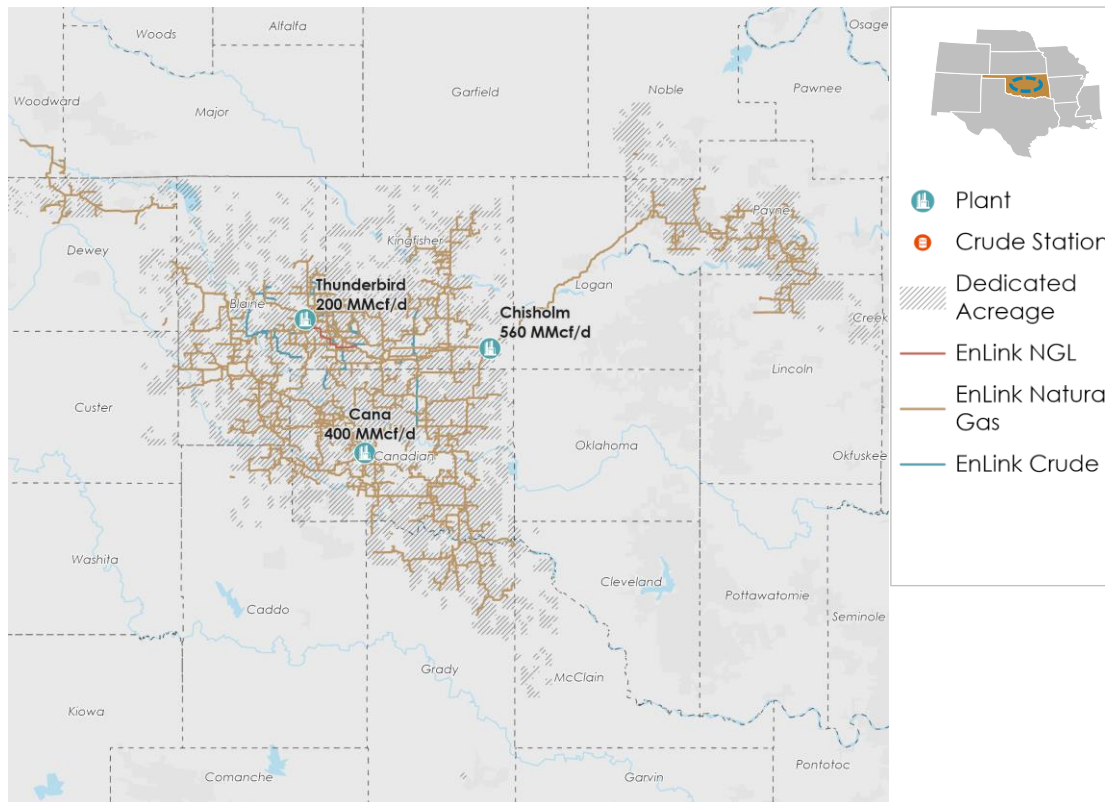 Woods
Alfalfa
Osage
Woodward
Major
Garfield
Noble
Pawnee
Dewey
Kingfisher
Payne
Thunderbird
200 MMcf/d
Blaine
Logan
Chisholm
560 MMcf/d
Creek
Lincoln
Custer
Cana
400 MMcf/d
Canadian
Oklahoma
Okfuskee
Washita
Caddo
Cleveland
Pottawatomie
Seminole
Grady
McClain
Kiowa
Comanche
Garvin
Pontotoc
Plant
Crude Station
Dedicated
Acreage
EnLink NGL
EnLink Natura
Gas
EnLink Crude